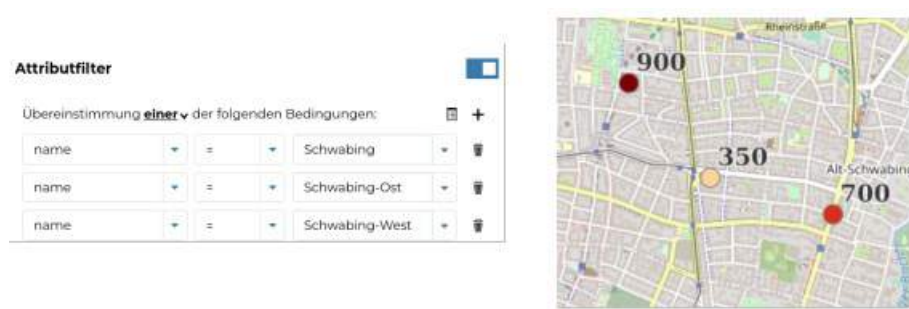 Attributfilter
Übereinstimmung einer der folgenden Bedingungen:
name = Schwabing
name = Schwabing-Ost
name = Schwabing-West
Rheinstraße
900
350
Alt-Schwabing
700